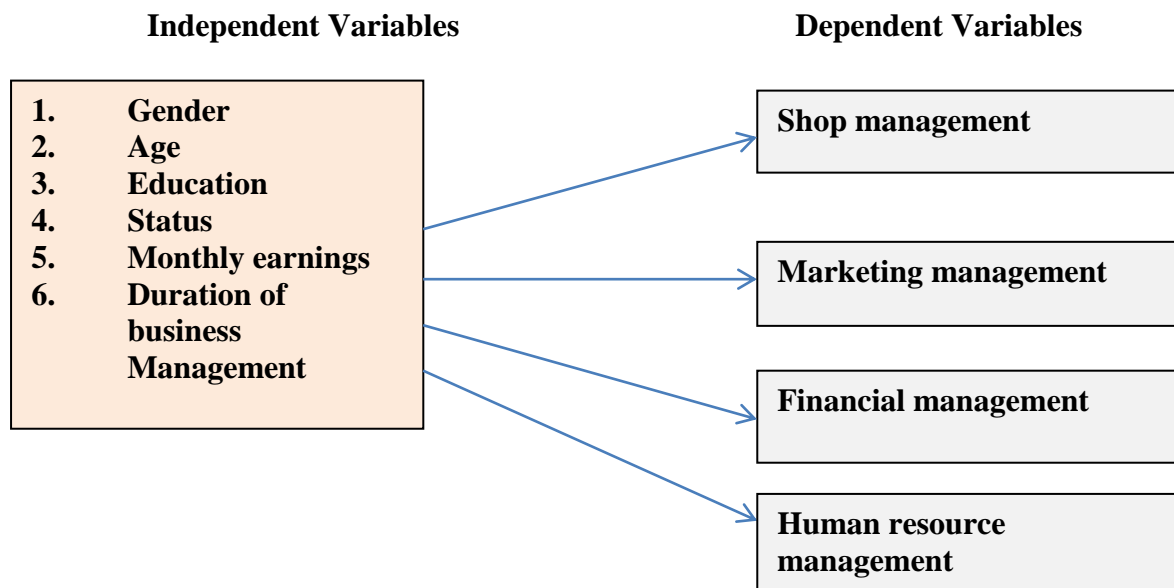 Independent Variables
Dependent Variables
1. Gender
2. Age
3. Education
4. Status
5. Monthly earnings
6. Duration of
business
Management
Shop management
Marketing management
Financial management
Human resource
management